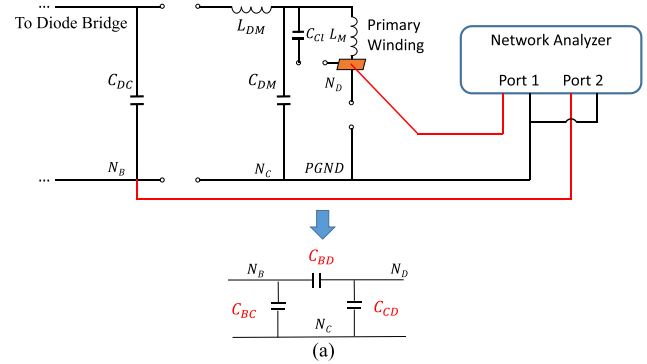 ...
To Diode Bridge
L_DM
C_Cl
L_M
Primary
Winding
Network Analyzer
Port 1
Port 2
C_DC
C_DM
N_D
...
N_B
N_C
PGND
C_BD
N_B
N_D
C_BC
C_CD
N_C
(a)